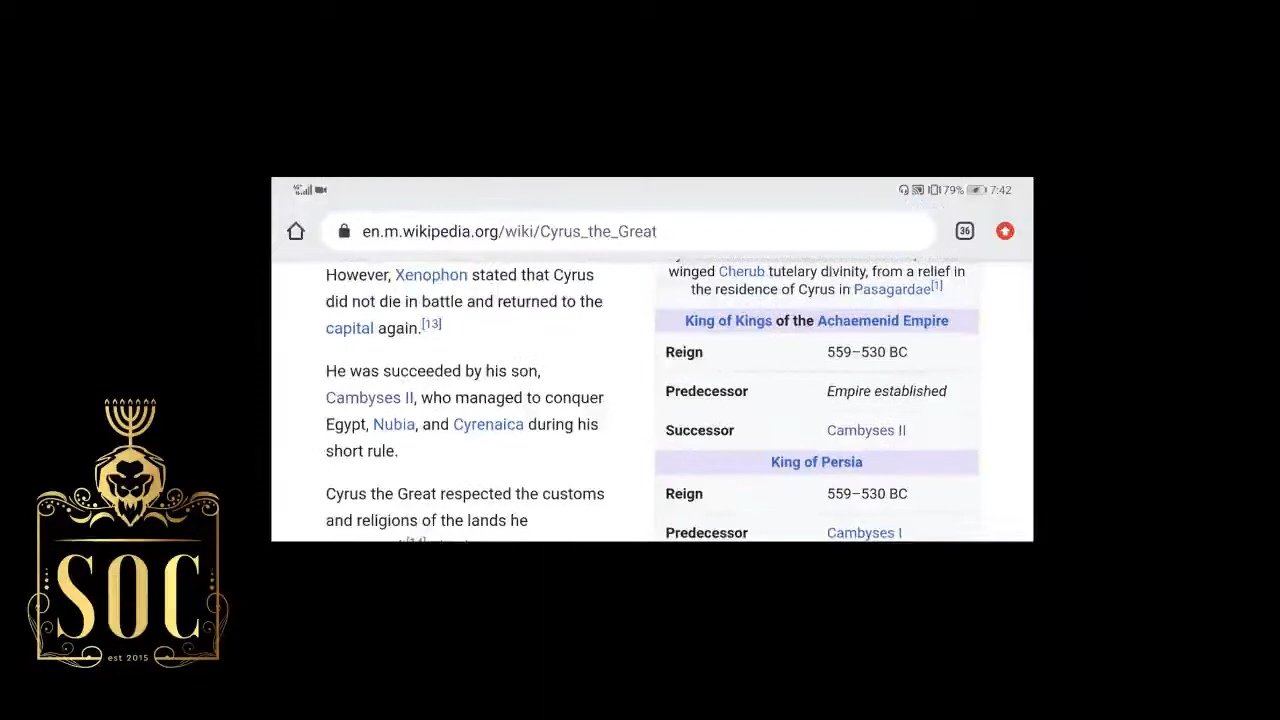 79% 7:42
en.m.wikipedia.org/wiki/Cyrus_the_Great
36
However, Xenophon stated that Cyrus
did not die in battle and returned to the
capital again.[13]
He was succeeded by his son,
Cambyses II, who managed to conquer
Egypt, Nubia, and Cyrenaica during his
short rule.
Cyrus the Great respected the customs
and religions of the lands he
winged Cherub tutelary divinity, from a relief in
the residence of Cyrus in Pasagardae[1]
King of Kings of the Achaemenid Empire
Reign 559–530 BC
Predecessor Empire established
Successor Cambyses II
King of Persia
Reign 559–530 BC
Predecessor Cambyses I
SOC
est 2015